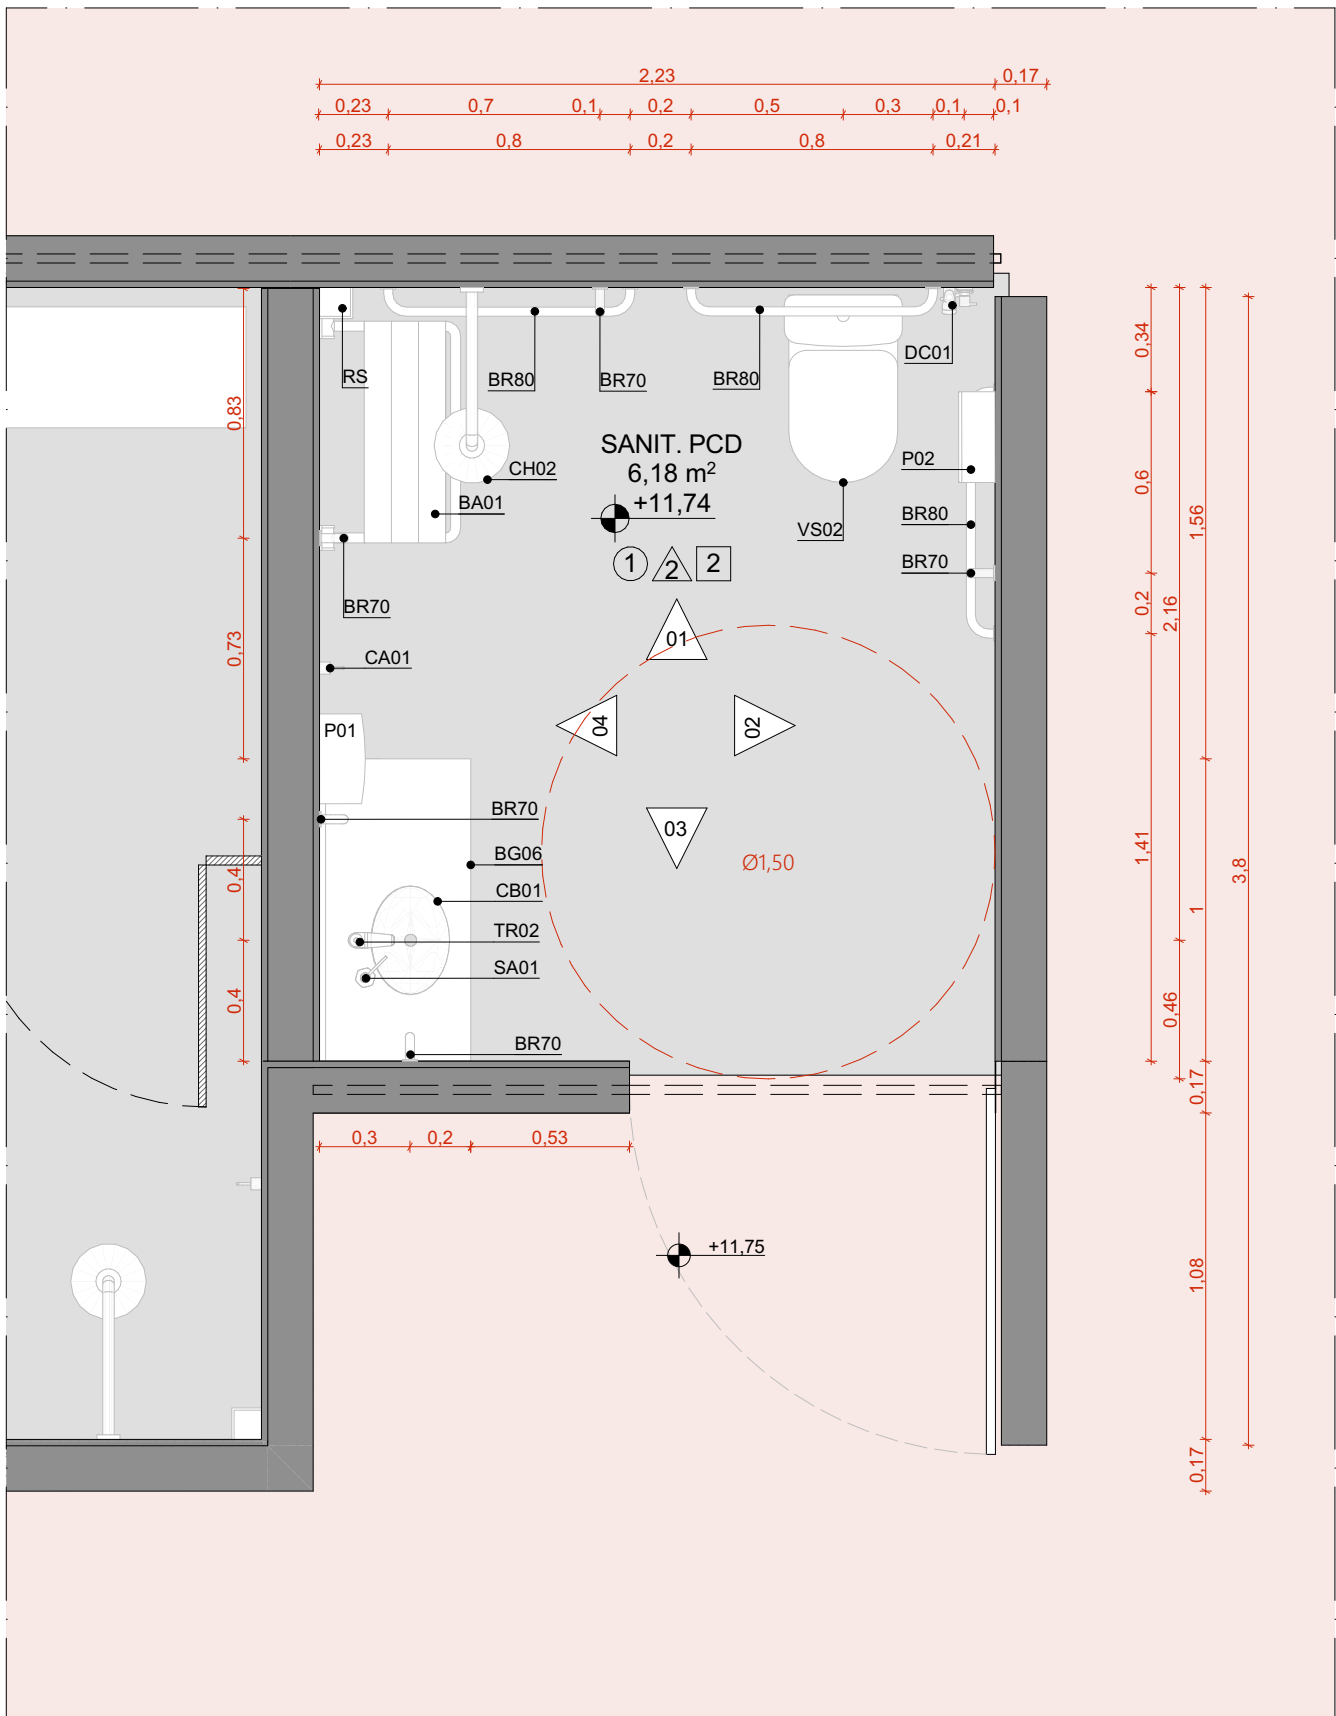 2,23
0,17
0,23
0,7
0,1
0,2
0,5
0,3
0,1
0,1
0,23
0,8
0,2
0,8
0,21
RS
BR80
BR70
BR80
DC01
0,34
0,83
SANIT. PCD
6,18 m²
+11,74
CH02
BA01
P02
0,6
VS02
BR80
1,56
1
2
2
BR70
BR70
0,2
2,16
01
0,73
CA01
04
02
P01
BR70
03
BG06
Ø1,50
1,41
3,8
0,4
CB01
1
TR02
SA01
0,4
0,46
BR70
0,17
0,3
0,2
0,53
+11,75
1,08
0,17